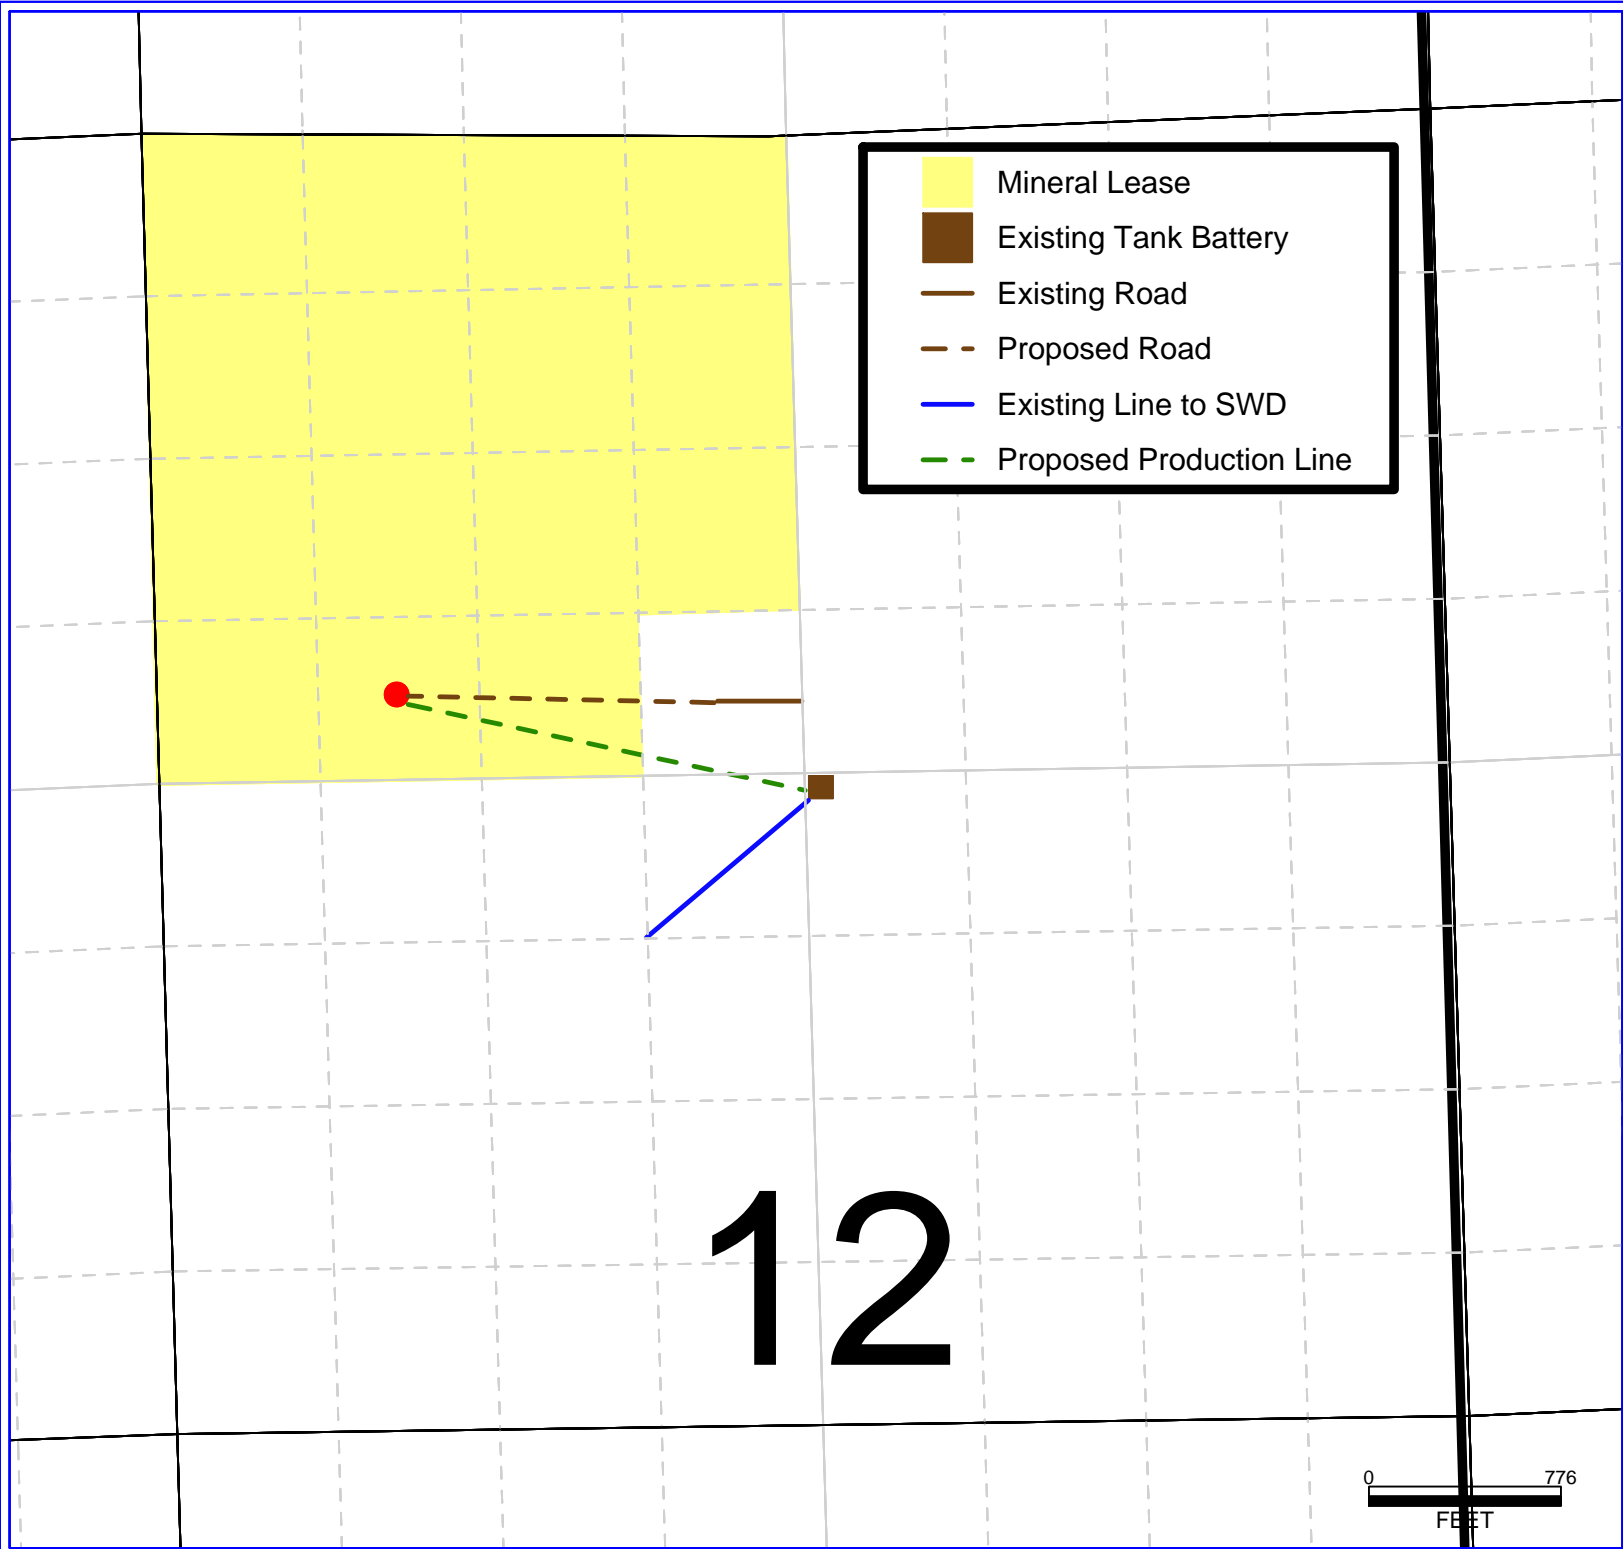 Mineral Lease
Existing Tank Battery
Existing Road
Proposed Road
Existing Line to SWD
Proposed Production Line
12
0 776
FEET